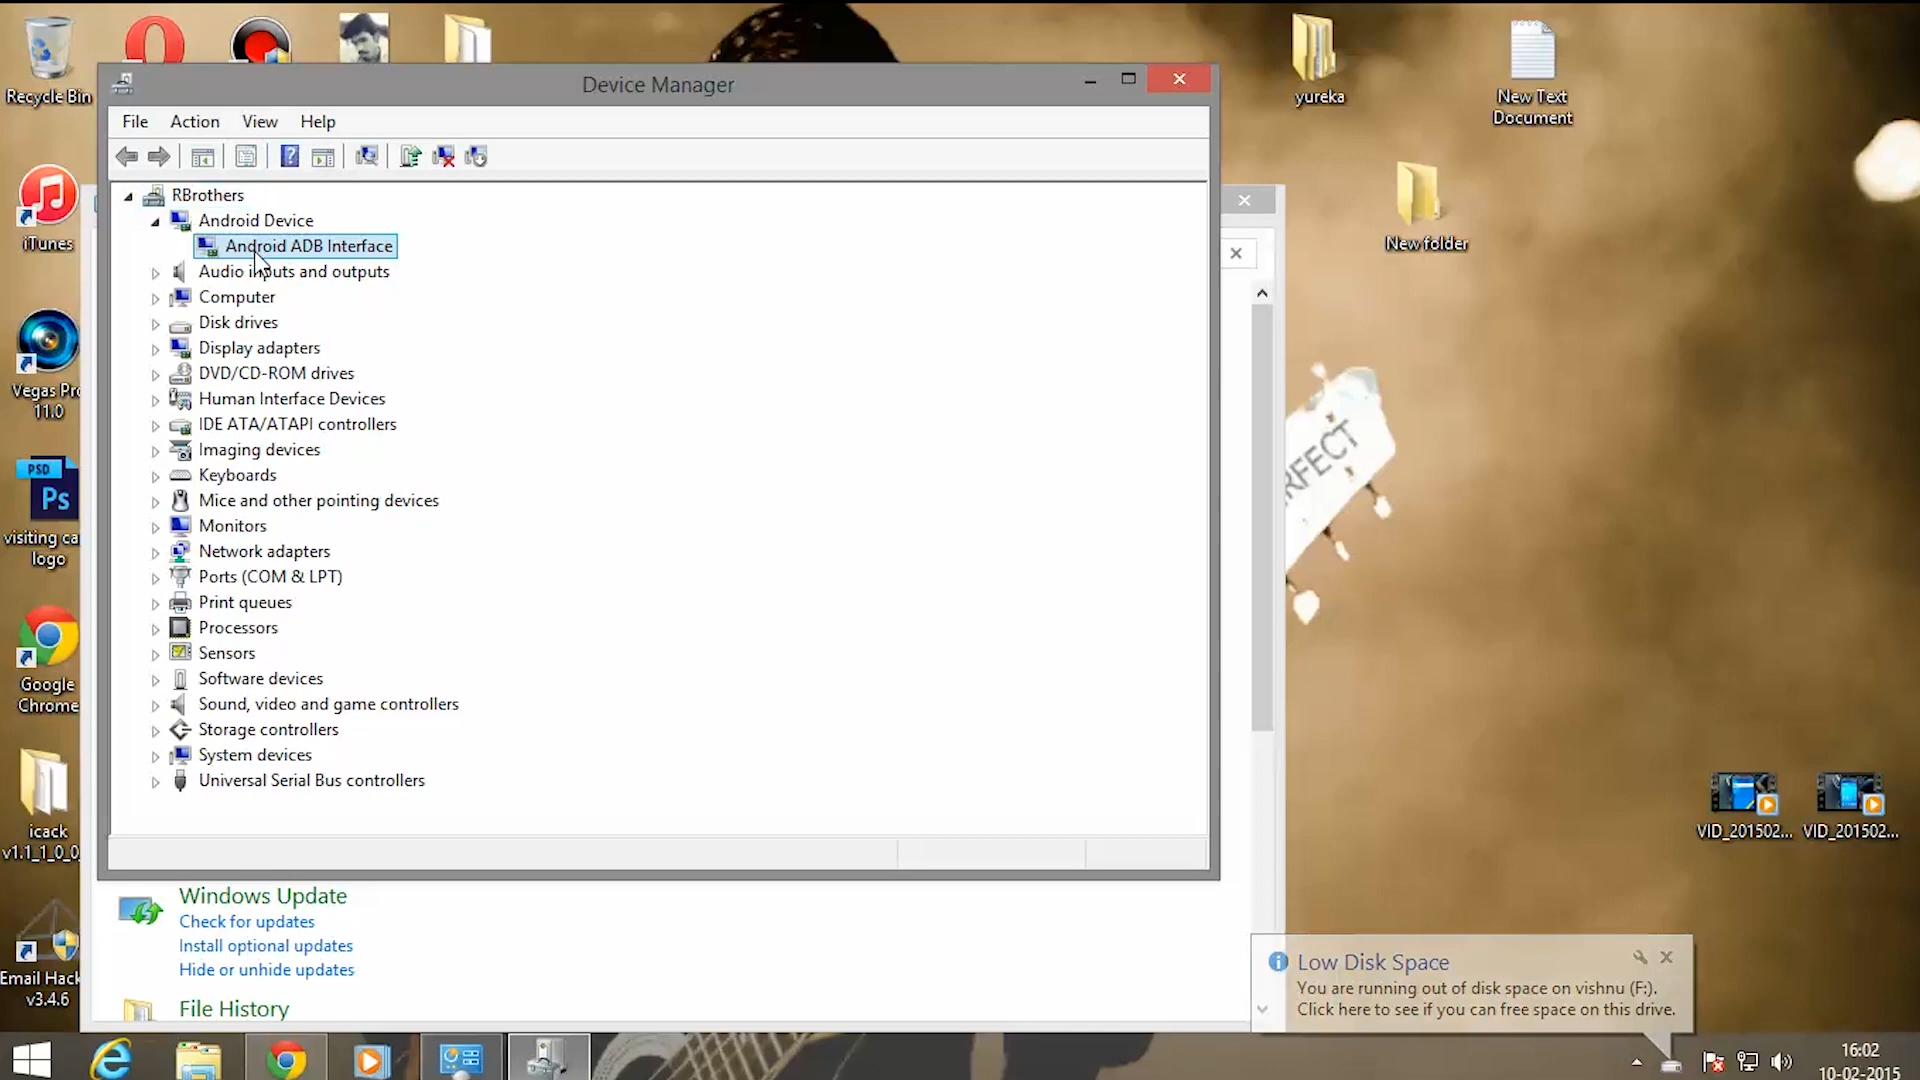 Recycle Bin
yureka
New Text
Document
Device Manager
File Action View Help
RBrothers
Android Device
Android ADB Interface
Audio inputs and outputs
Computer
Disk drives
Display adapters
DVD/CD-ROM drives
Human Interface Devices
IDE ATA/ATAPI controllers
Imaging devices
Keyboards
Mice and other pointing devices
Monitors
Network adapters
Ports (COM & LPT)
Print queues
Processors
Sensors
Software devices
Sound, video and game controllers
Storage controllers
System devices
Universal Serial Bus controllers
iTunes
New folder
Vegas Pro
11.0
RFECT
PSD
Ps
visiting ca
logo
Google
Chrome
icack
v1.1_1_0_0
VID_201502...
VID_201502...
Email Hack
v3.4.6
Windows Update
Check for updates
Install optional updates
Hide or unhide updates
File History
Low Disk Space
You are running out of disk space on vishnu (F:).
Click here to see if you can free space on this drive.
16:02
10-02-2015